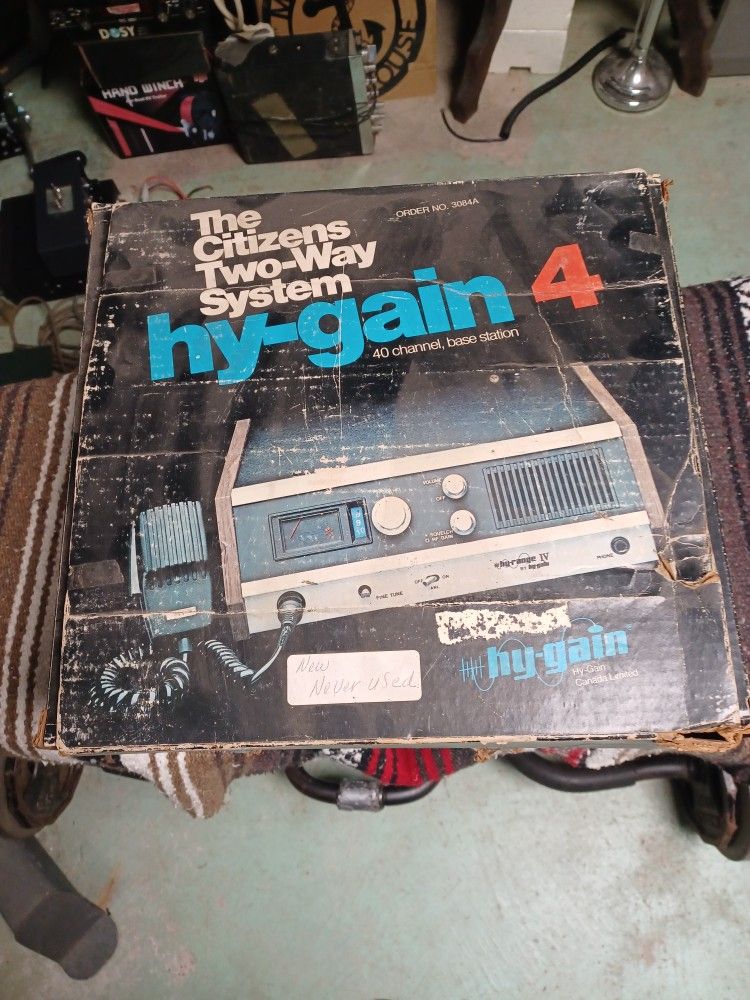 DOSY
HAND WINCH
HOUSE
The
Citizens
Two-Way
System
ORDER NO. 3084A
hy-gain 4
40 channel, base station
VOLUME
OFF
SQUELCH
RF GAIN
hy-range IV
BY hy-gain
PHONE
OFF ON
ANL
FINE TUNE
hy-gain
Hy-Gain
Canada Limited
New
Never used